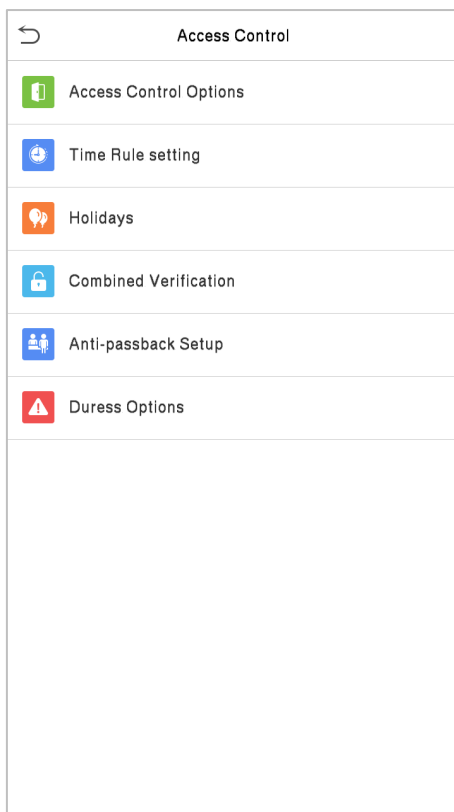 Access Control
Access Control Options
Time Rule setting
Holidays
Combined Verification
Anti-passback Setup
Duress Options